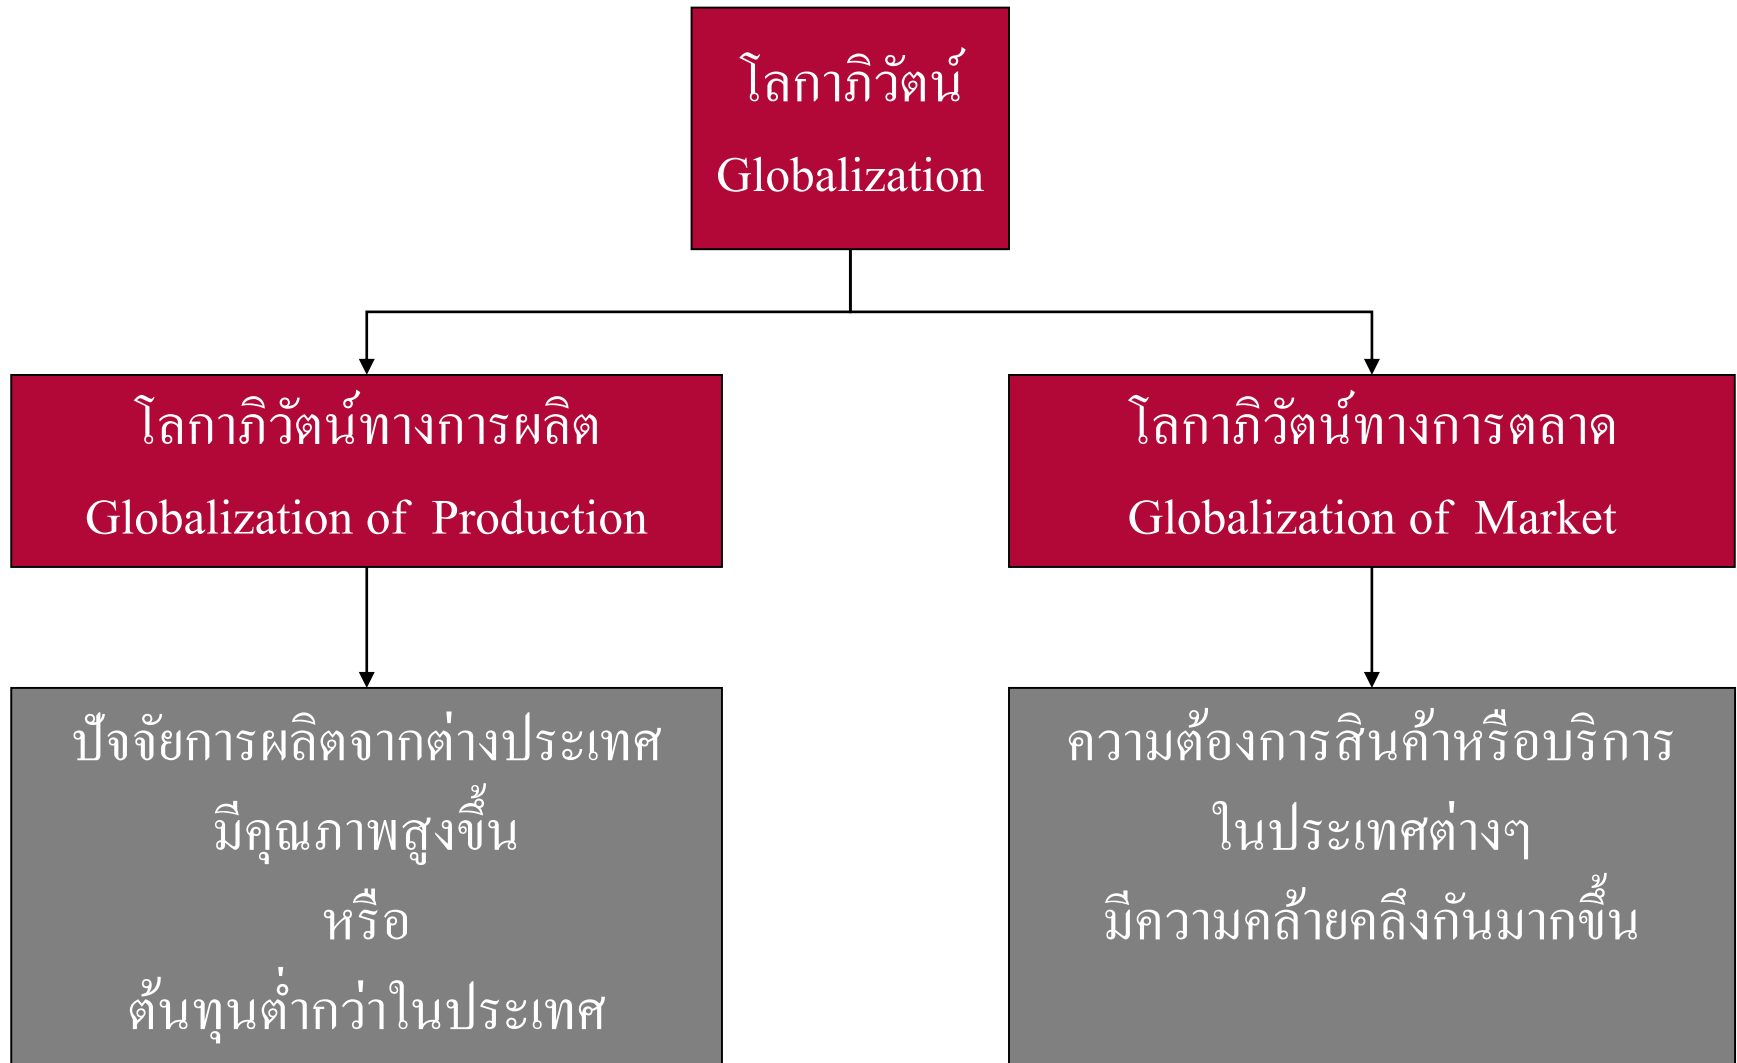 โลกาภิวัตน์
Globalization
โลกาภิวัตน์ทางการผลิต
Globalization of Production
โลกาภิวัตน์ทางการตลาด
Globalization of Market
ปัจจัยการผลิตจากต่างประเทศ
มีคุณภาพสูงขึ้น
หรือ
ต้นทุนต่ำกว่าในประเทศ
ความต้องการสินค้าหรือบริการ
ในประเทศต่างๆ
มีความคล้ายคลึงกันมากขึ้น